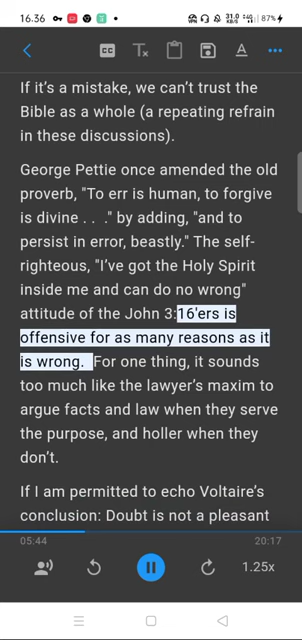 16.36
31.0
KB/S
87%
CC
If it’s a mistake, we can’t trust the
Bible as a whole (a repeating refrain
in these discussions).
George Pettie once amended the old
proverb, "To err is human, to forgive
is divine . .  ." by adding, "and to
persist in error, beastly." The self-
righteous, "I’ve got the Holy Spirit
inside me and can do no wrong"
attitude of the John 3:16'ers is
offensive for as many reasons as it
is wrong.  For one thing, it sounds
too much like the lawyer’s maxim to
argue facts and law when they serve
the purpose, and holler when they
don’t.
If I am permitted to echo Voltaire’s
conclusion: Doubt is not a pleasant
05:44
20:17
1.25x